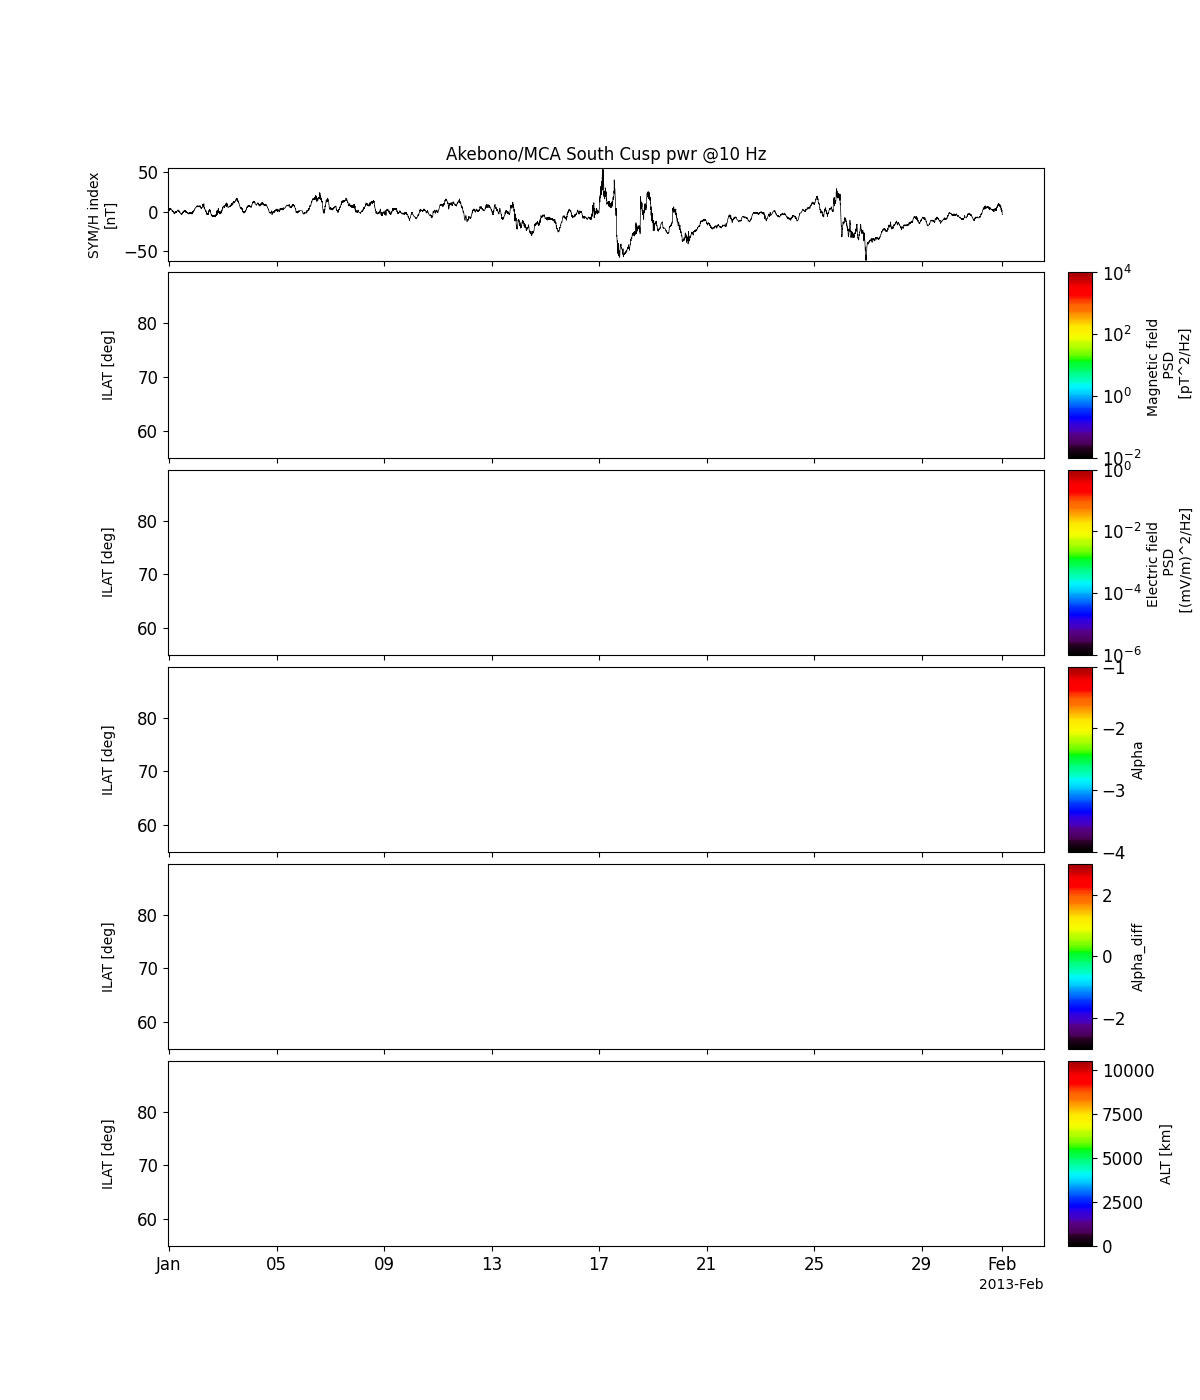 Akebono/MCA South Cusp pwr @10 Hz
SYM/H index
[nT]
50
0
−50
ILAT [deg]
80
70
60
10^4
10^2
10^0
10^−2
Magnetic field
PSD
[pT^2/Hz]
ILAT [deg]
80
70
60
10^0
10^−2
10^−4
10^−6
Electric field
PSD
[(mV/m)^2/Hz]
ILAT [deg]
80
70
60
−1
−2
−3
−4
Alpha
ILAT [deg]
80
70
60
2
0
−2
Alpha_diff
ILAT [deg]
80
70
60
10000
7500
5000
2500
0
ALT [km]
Jan 05 09 13 17 21 25 29 Feb
2013-Feb